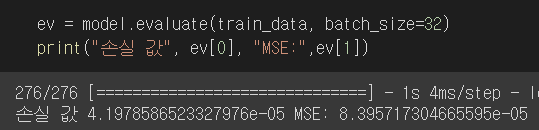 ev = model.evaluate(train_data, batch_size=32)
print("손실 값", ev[0], "MSE:",ev[1])
276/276 [==============================] - 1s 4ms/step - l
손실 값 4.1978586523327976e-05 MSE: 8.395717304665595e-05